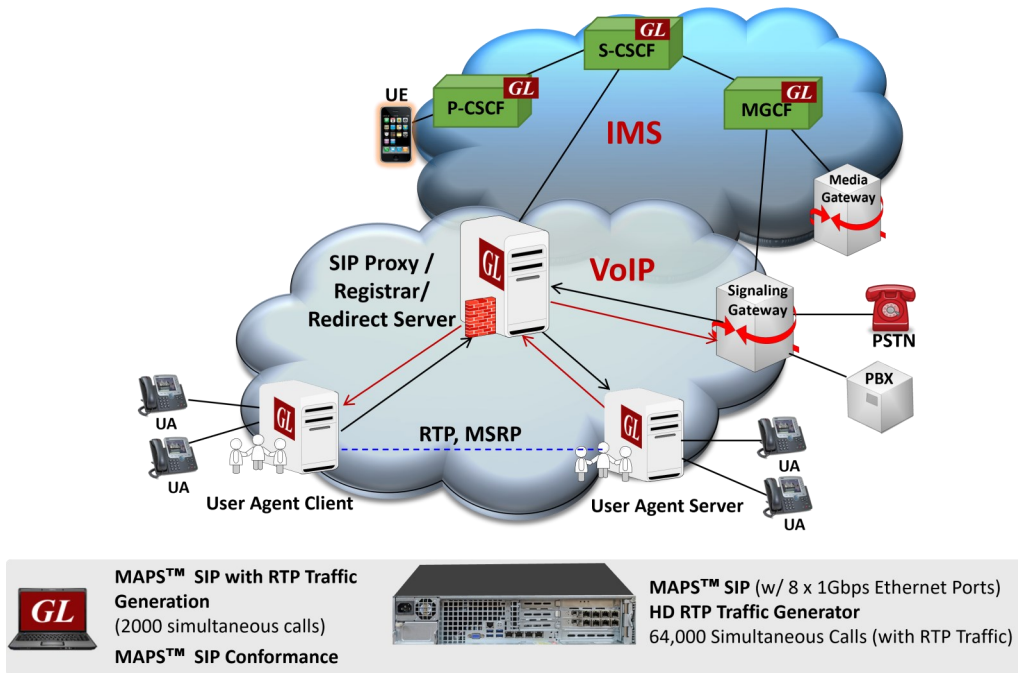 GL
S-CSCF
UE
GL
P-CSCF
GL
MGCF
IMS
Media
Gateway
SIP Proxy /
Registrar/
Redirect Server
GL
VoIP
Signaling
Gateway
PSTN
PBX
UA
UA
GL
RTP, MSRP
GL
UA
UA
User Agent Client
User Agent Server
GL
MAPS™ SIP with RTP Traffic
Generation
(2000 simultaneous calls)
MAPS™ SIP Conformance
MAPS™ SIP (w/ 8 x 1Gbps Ethernet Ports)
HD RTP Traffic Generator
64,000 Simultaneous Calls (with RTP Traffic)